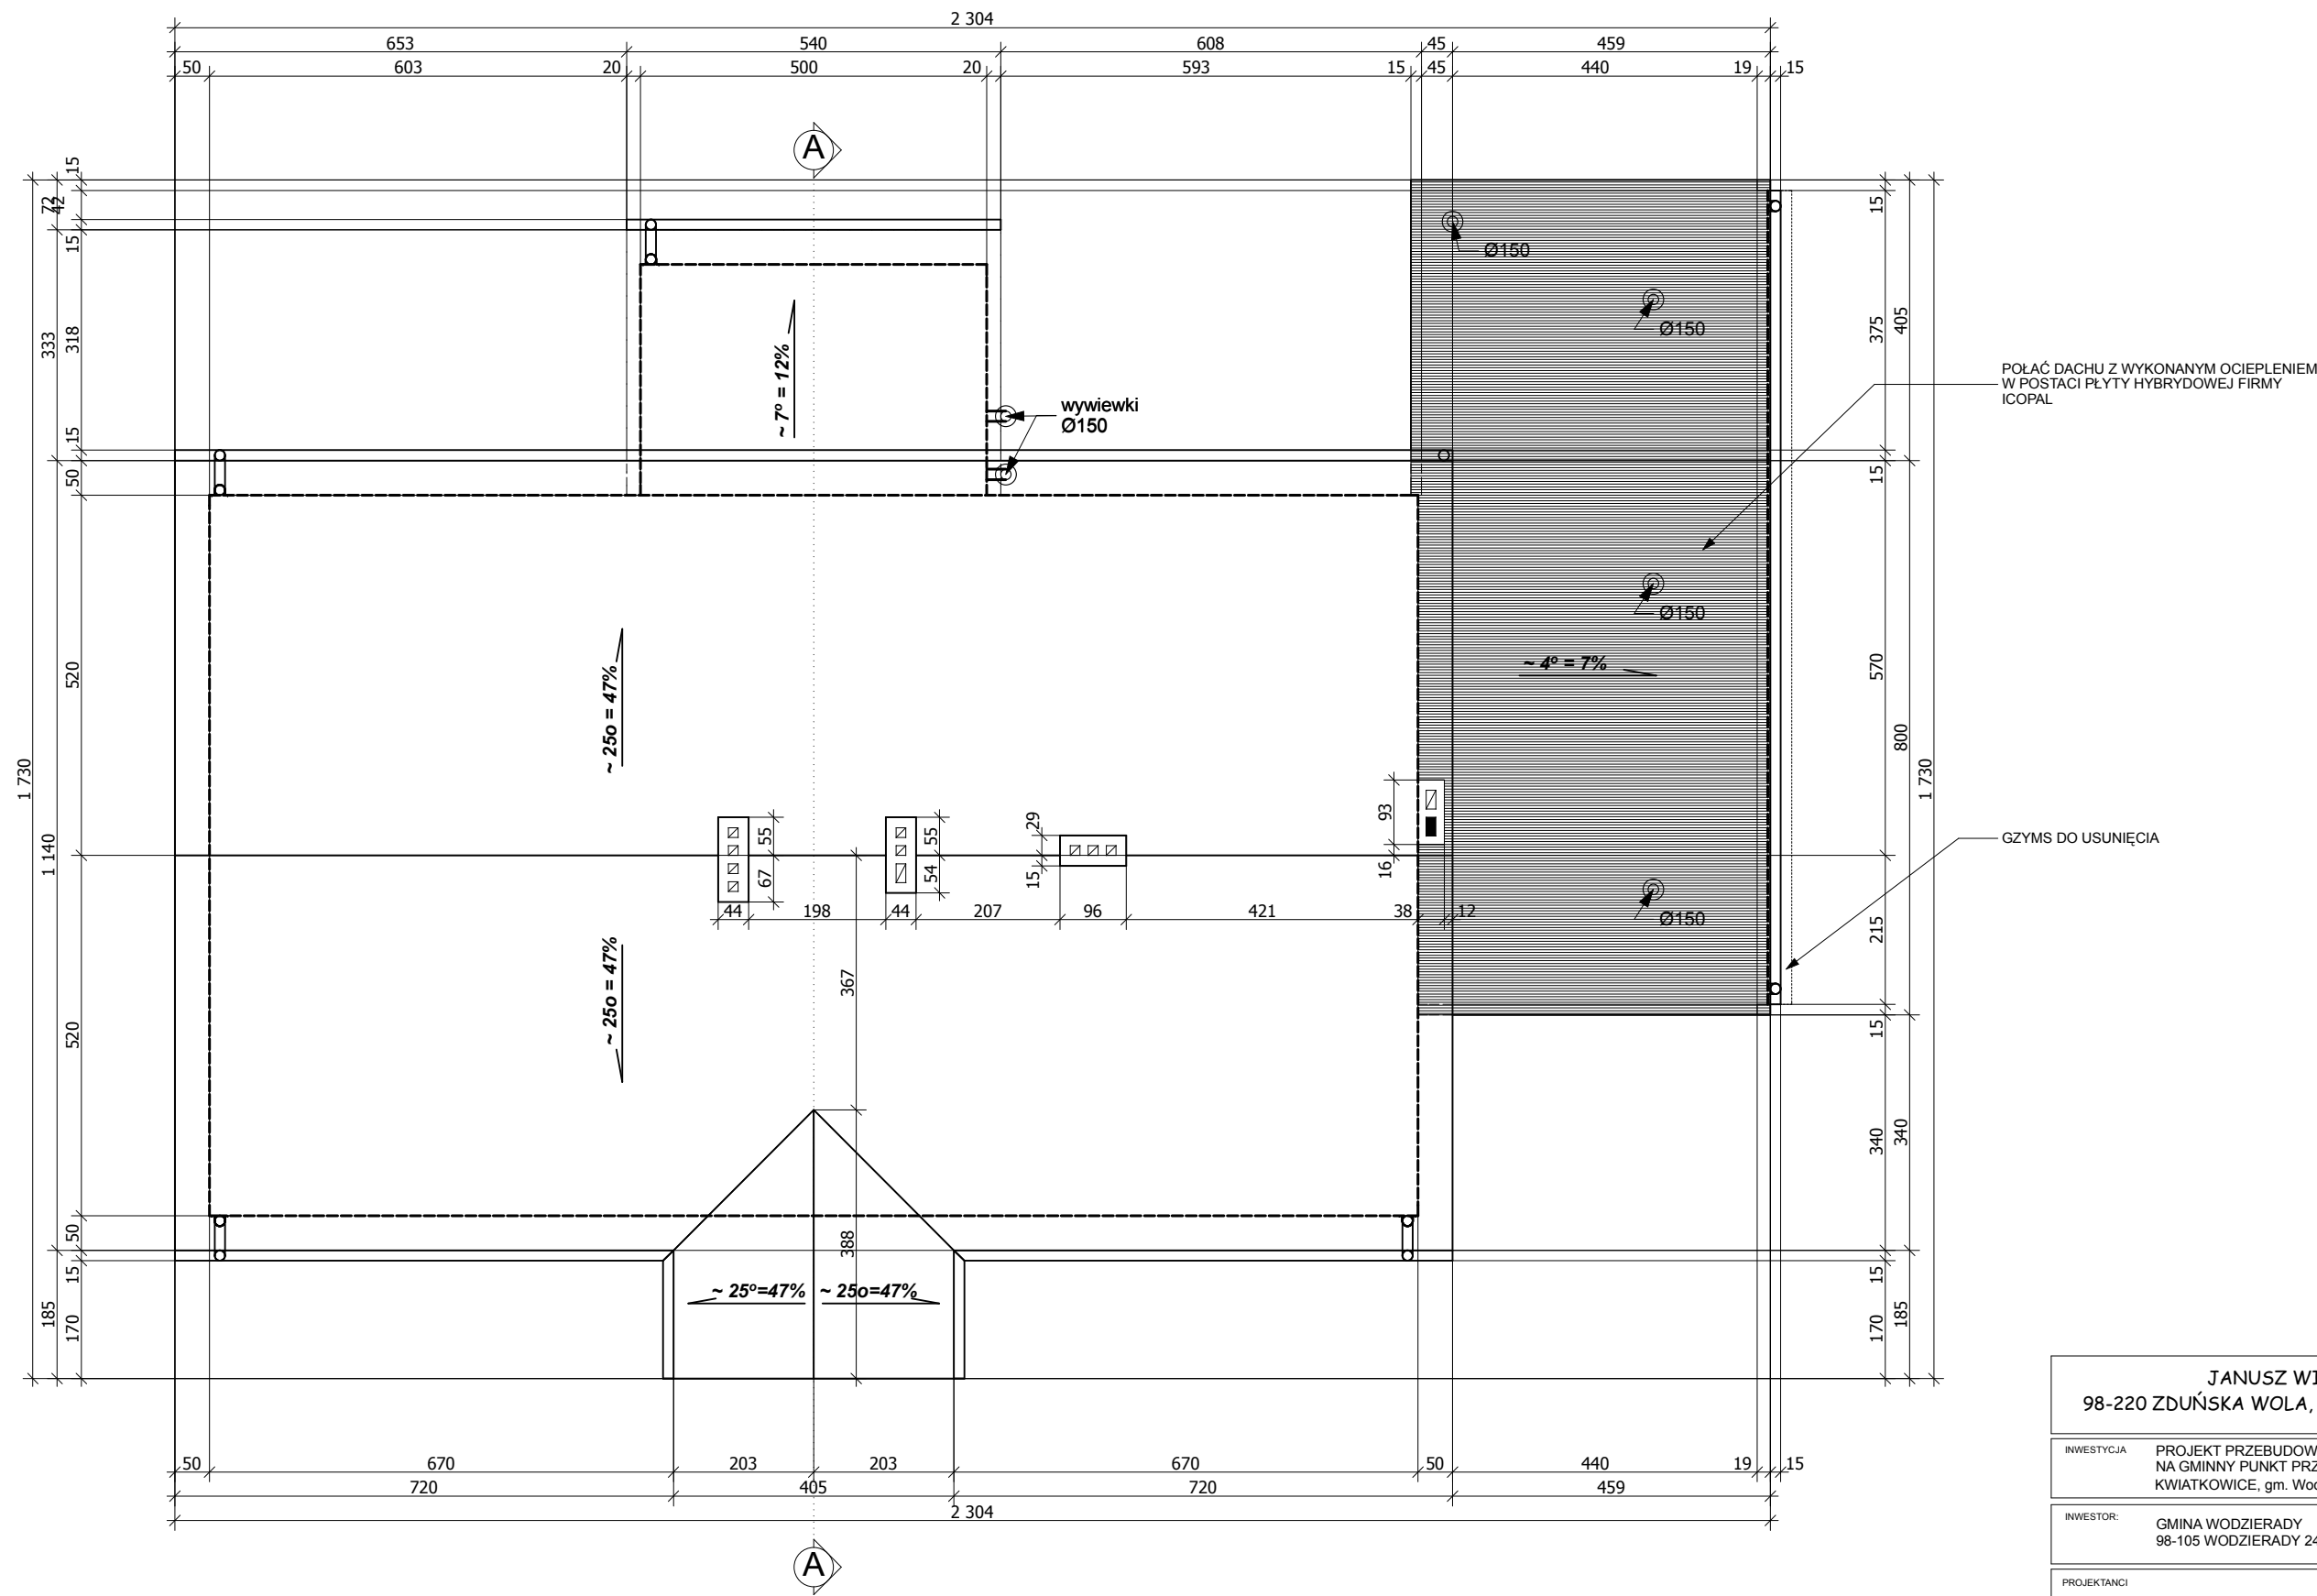 2 304
653 540 608 45 459
50 603 20 500 20 593 15 45 440 19 15
A
15
72
42
15
333
318
15
50
520
1 730
1 140
520
50
15
185
170
~ 7º = 12%
wywiewki
Ø150
Ø150
Ø150
Ø150
Ø150
~ 4º = 7%
~ 25o = 47%
~ 25o = 47%
55
67
55
54
29
15
93
16
44 198 44 207 96 421 38 12
367
388
~ 25º=47% ~ 25o=47%
15
375
405
15
570
800
1 730
215
15
340
340
15
185
170
POŁAĆ DACHU Z WYKONANYM OCIEPLENIEM
W POSTACI PŁYTY HYBRYDOWEJ FIRMY
ICOPAL
GZYMS DO USUNIĘCIA
50 670 203 203 670 50 440 19 15
720 405 720 459
2 304
A
JANUSZ WI
98-220 ZDUŃSKA WOLA,
INWESTYCJA PROJEKT PRZEBUDOW
NA GMINNY PUNKT PRZ
KWIATKOWICE, gm. Wod
INWESTOR: GMINA WODZIERADY
98-105 WODZIERADY 24
PROJEKTANCI